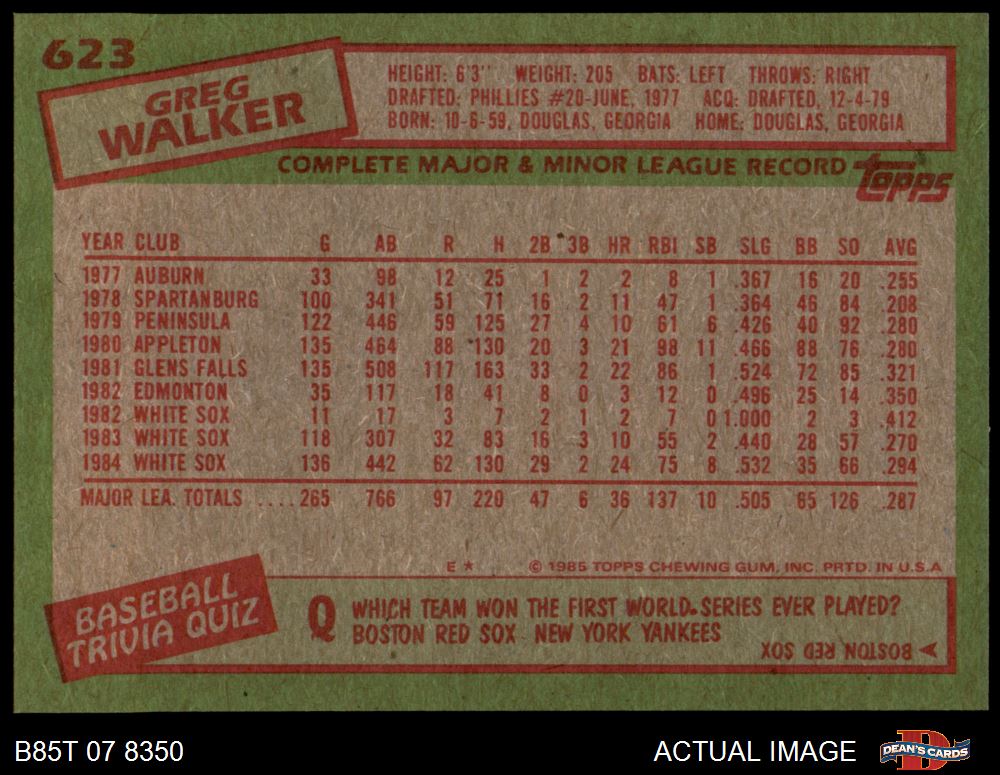 623
GREG
WALKER
HEIGHT: 6'3" WEIGHT: 205 BATS: LEFT THROWS: RIGHT
DRAFTED: PHILLIES #20-JUNE, 1977 ACQ: DRAFTED, 12-4-79
BORN: 10-6-59, DOUGLAS, GEORGIA HOME: DOUGLAS, GEORGIA
COMPLETE MAJOR & MINOR LEAGUE RECORD topps
YEAR CLUB G AB R H 2B 3B HR RBI SB SLG BB SO AVG
1977 AUBURN 33 98 12 25 1 2 2 8 1 .367 16 20 .255
1978 SPARTANBURG 100 341 51 71 16 2 11 47 1 .364 46 84 .208
1979 PENINSULA 122 446 59 125 27 4 10 61 6 .426 40 92 .280
1980 APPLETON 135 464 88 130 20 3 21 98 11 .466 88 76 .280
1981 GLENS FALLS 135 508 117 163 33 2 22 86 1 .524 72 85 .321
1982 EDMONTON 35 117 18 41 8 0 3 12 0 .496 25 14 .350
1982 WHITE SOX 11 17 3 7 2 1 2 7 0 1.000 2 3 .412
1983 WHITE SOX 118 307 32 83 16 3 10 55 2 .440 28 57 .270
1984 WHITE SOX 136 442 62 130 29 2 24 75 8 .532 35 66 .294
MAJOR LEA. TOTALS ....265 766 97 220 47 6 36 137 10 .505 65 126 .287
E * © 1985 TOPPS CHEWING GUM, INC. PRTD. IN U.S.A
BASEBALL
TRIVIA QUIZ
Q WHICH TEAM WON THE FIRST WORLD SERIES EVER PLAYED?
BOSTON RED SOX NEW YORK YANKEES
BOSTON RED SOX
B85T 07 8350
ACTUAL IMAGE
D
DEAN'S CARDS